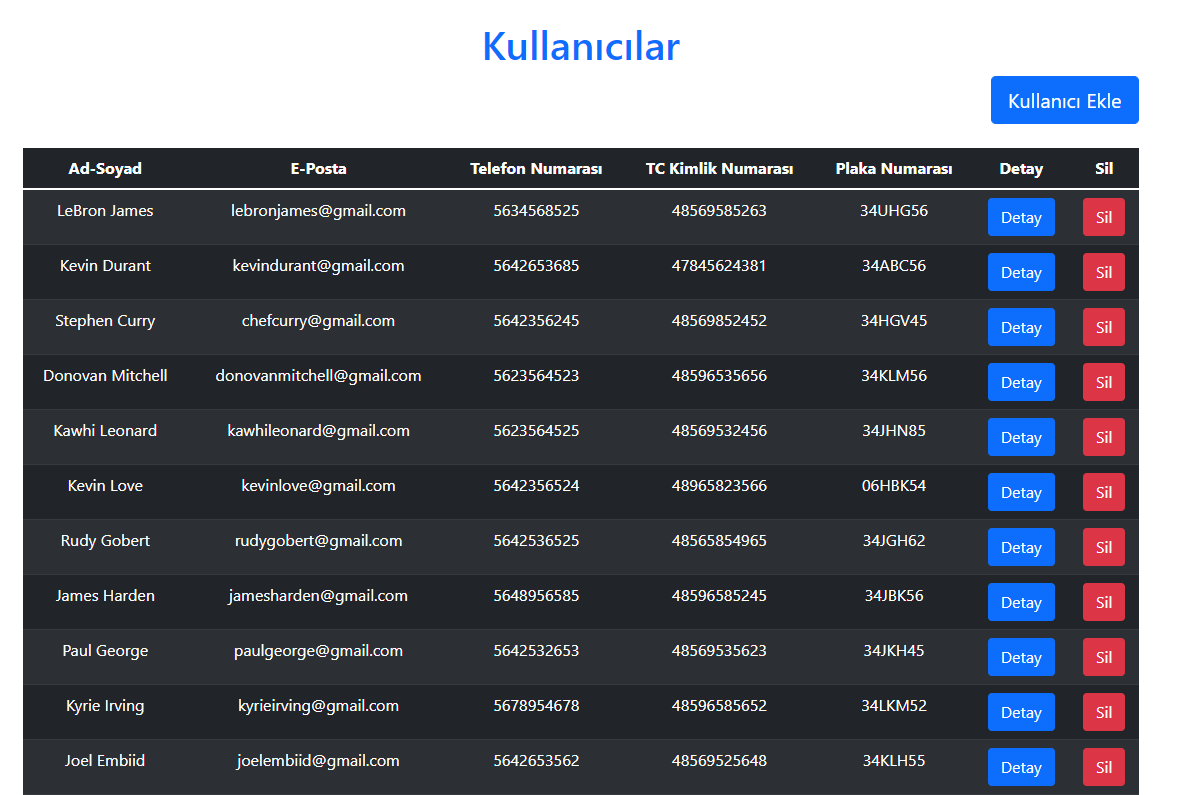 Kullanıcılar
Kullanıcı Ekle
Ad-Soyad E-Posta Telefon Numarası TC Kimlik Numarası Plaka Numarası Detay Sil
LeBron James lebronjames@gmail.com 5634568525 48569585263 34UHG56 Detay Sil
Kevin Durant kevindurant@gmail.com 5642653685 47845624381 34ABC56 Detay Sil
Stephen Curry chefcurry@gmail.com 5642356245 48569852452 34HGV45 Detay Sil
Donovan Mitchell donovanmitchell@gmail.com 5623564523 48596535656 34KLM56 Detay Sil
Kawhi Leonard kawhileonard@gmail.com 5623564525 48569532456 34JHN85 Detay Sil
Kevin Love kevinlove@gmail.com 5642356524 48965823566 06HBK54 Detay Sil
Rudy Gobert rudygobert@gmail.com 5642536525 48565854965 34JGH62 Detay Sil
James Harden jamesharden@gmail.com 5648956585 48596585245 34JBK56 Detay Sil
Paul George paulgeorge@gmail.com 5642532653 48569535623 34JKH45 Detay Sil
Kyrie Irving kyrieirving@gmail.com 5678954678 48596585652 34LKM52 Detay Sil
Joel Embiid joelembiid@gmail.com 5642653562 48569525648 34KLH55 Detay Sil